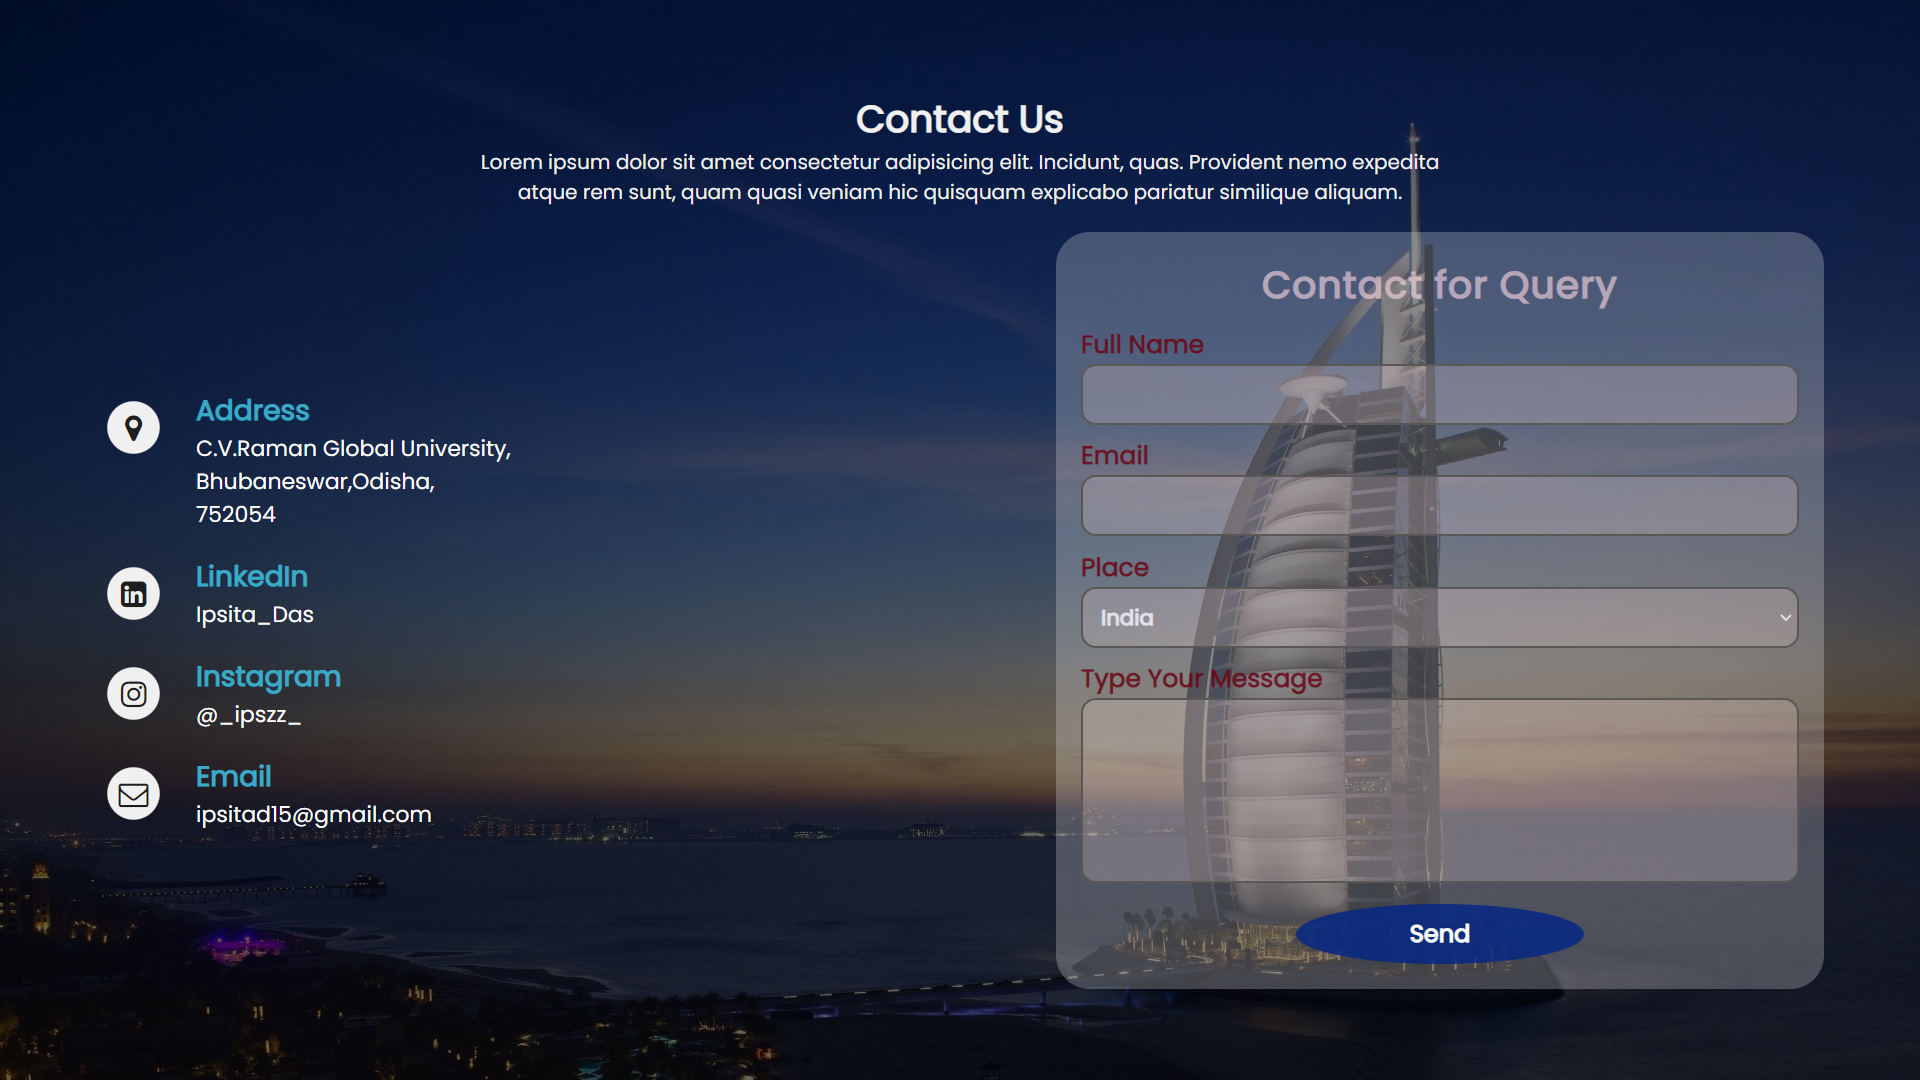 Contact Us
Lorem ipsum dolor sit amet consectetur adipisicing elit. Incidunt, quas. Provident nemo expedita
atque rem sunt, quam quasi veniam hic quisquam explicabo pariatur similique aliquam.
Address
C.V.Raman Global University,
Bhubaneswar,Odisha,
752054
LinkedIn
Ipsita_Das
Instagram
@_ipszz_
Email
ipsitad15@gmail.com
Contact for Query
Full Name
Email
Place
India
Type Your Message
Send